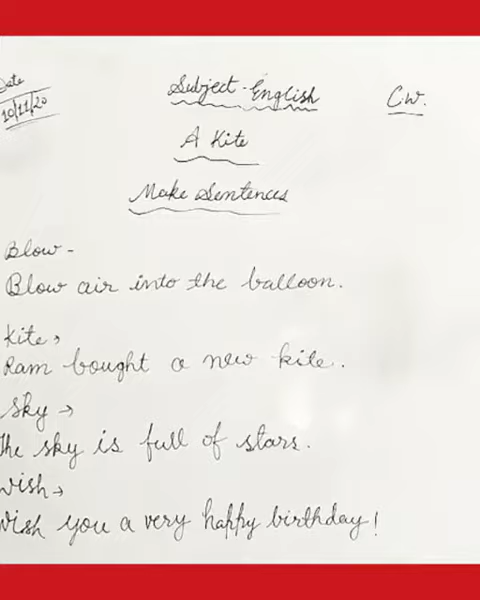 Date
10/11/20
Subject - English
C.W.
A Kite
Make Sentences
Blow -
Blow air into the balloon.
Kite →
Ram bought a new kite.
Sky →
The sky is full of stars.
Wish →
Wish you a very happy birthday!